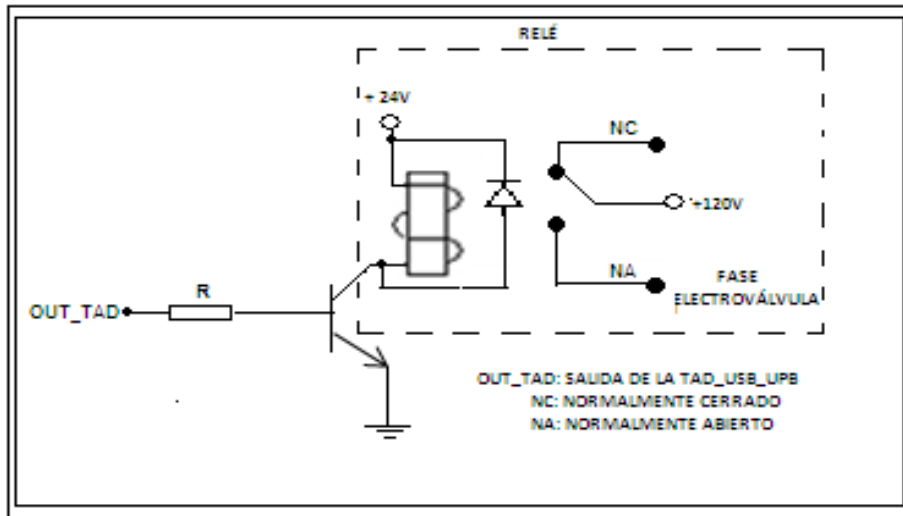 RELÉ
+ 24V
NC
+120V
NA
FASE
ELECTROVÁLVULA
R
OUT_TAD
OUT_TAD: SALIDA DE LA TAD_USB_UPB
NC: NORMALMENTE CERRADO
NA: NORMALMENTE ABIERTO